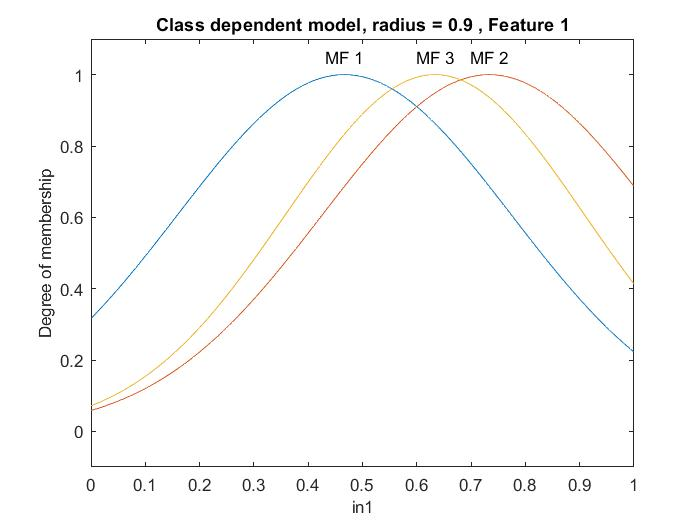 Class dependent model, radius = 0.9 , Feature 1
MF 1 MF 3 MF 2
1
0.8
0.6
0.4
0.2
0
Degree of membership
0 0.1 0.2 0.3 0.4 0.5 0.6 0.7 0.8 0.9 1
in1